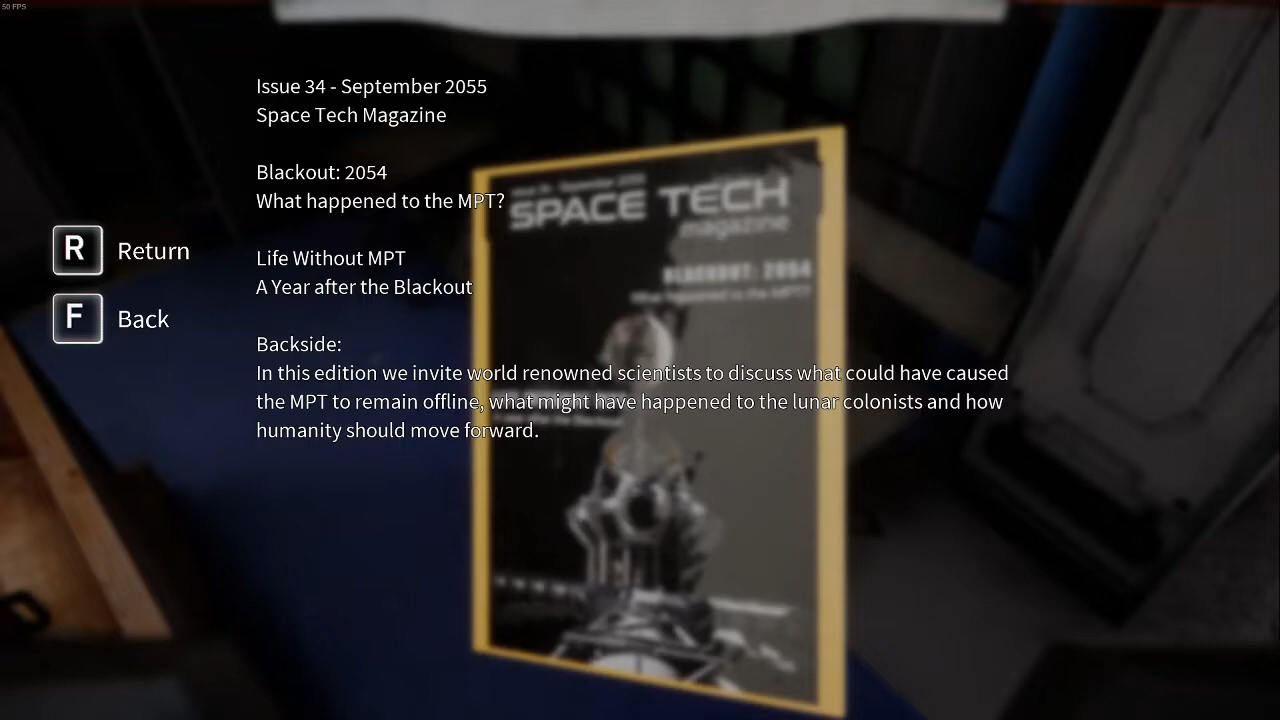 50 FPS
Issue 34 - September 2055
Space Tech Magazine
Blackout: 2054
What happened to the MPT?
Life Without MPT
A Year after the Blackout
Backside:
In this edition we invite world renowned scientists to discuss what could have caused
the MPT to remain offline, what might have happened to the lunar colonists and how
humanity should move forward.
R Return
F Back
SPACE TECH
magazine
BLACKOUT: 2054
What happened to the MPT?